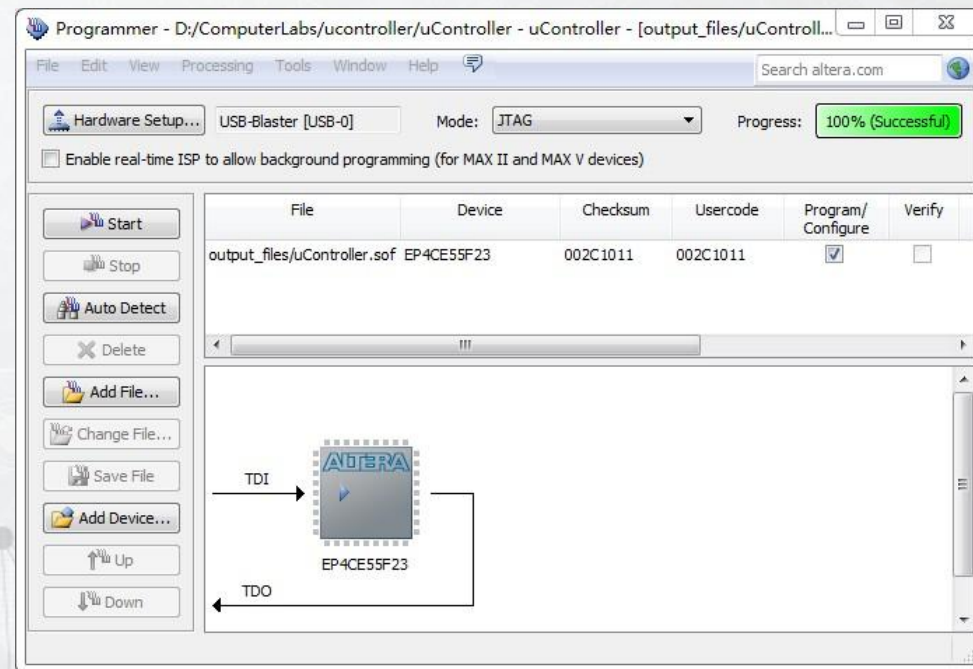 Programmer - D:/ComputerLabs/ucontroller/uController - uController - [output_files/uControll...
File Edit View Processing Tools Window Help
Search altera.com
Hardware Setup...
USB-Blaster [USB-0]
Mode:
JTAG
Progress:
100% (Successful)
Enable real-time ISP to allow background programming (for MAX II and MAX V devices)
Start
Stop
Auto Detect
Delete
Add File...
Change File...
Save File
Add Device...
Up
Down
File Device Checksum Usercode Program/ Verify
Configure
output_files/uController.sof EP4CE55F23 002C1011 002C1011
TDI
ALTERA
EP4CE55F23
TDO